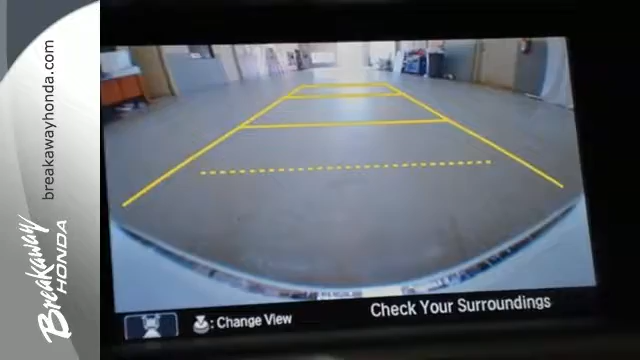 breakawayhonda.com
Breakaway
HONDA
: Change View
Check Your Surroundings